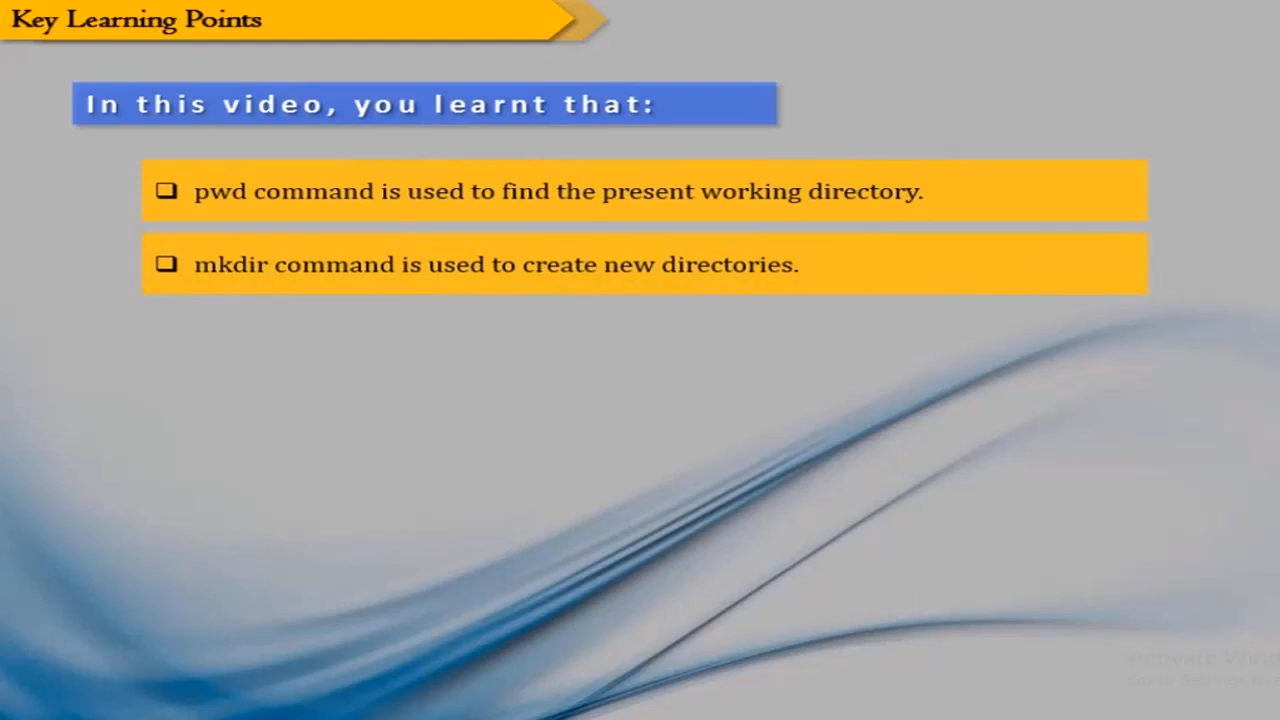 Key Learning Points
In this video, you learnt that:
❑ pwd command is used to find the present working directory.
❑ mkdir command is used to create new directories.